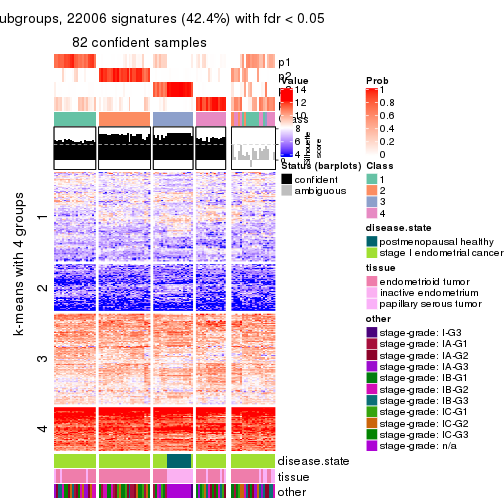 ubgroups, 22006 signatures (42.4%) with fdr < 0.05
82 confident samples
p1
p2
Value
14
12
10
8
6
4
Prob
1
0.8
0.6
0.4
0.2
0
silhouette
score
Status (barplots)
confident
ambiguous
Class
1
2
3
4
disease.state
postmenopausal healthy
stage I endometrial cancer
tissue
endometrioid tumor
inactive endometrium
papillary serous tumor
other
stage-grade: I-G3
stage-grade: IA-G1
stage-grade: IA-G2
stage-grade: IA-G3
stage-grade: IB-G1
stage-grade: IB-G2
stage-grade: IB-G3
stage-grade: IC-G1
stage-grade: IC-G2
stage-grade: IC-G3
stage-grade: n/a
k-means with 4 groups
1
2
3
4
disease.state
tissue
other